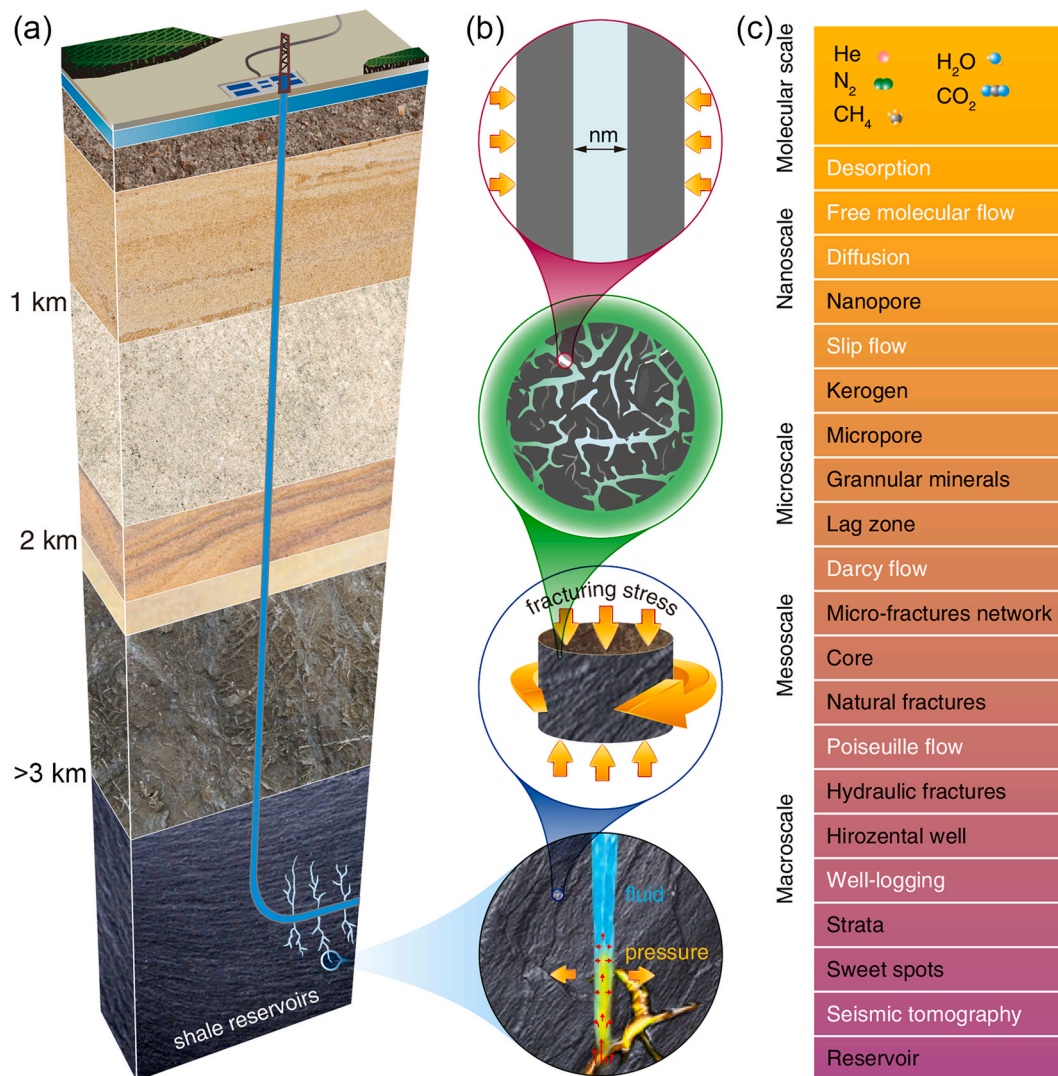 (a)
1 km
2 km
>3 km
shale reservoirs
(b)
nm
fracturing stress
fluid
pressure
(c)
Molecular scale
Nanoscale
Microscale
Mesoscale
Macroscale
He
N2
CH4
H2O
CO2
Desorption
Free molecular flow
Diffusion
Nanopore
Slip flow
Kerogen
Micropore
Grannular minerals
Lag zone
Darcy flow
Micro-fractures network
Core
Natural fractures
Poiseuille flow
Hydraulic fractures
Hirozental well
Well-logging
Strata
Sweet spots
Seismic tomography
Reservoir